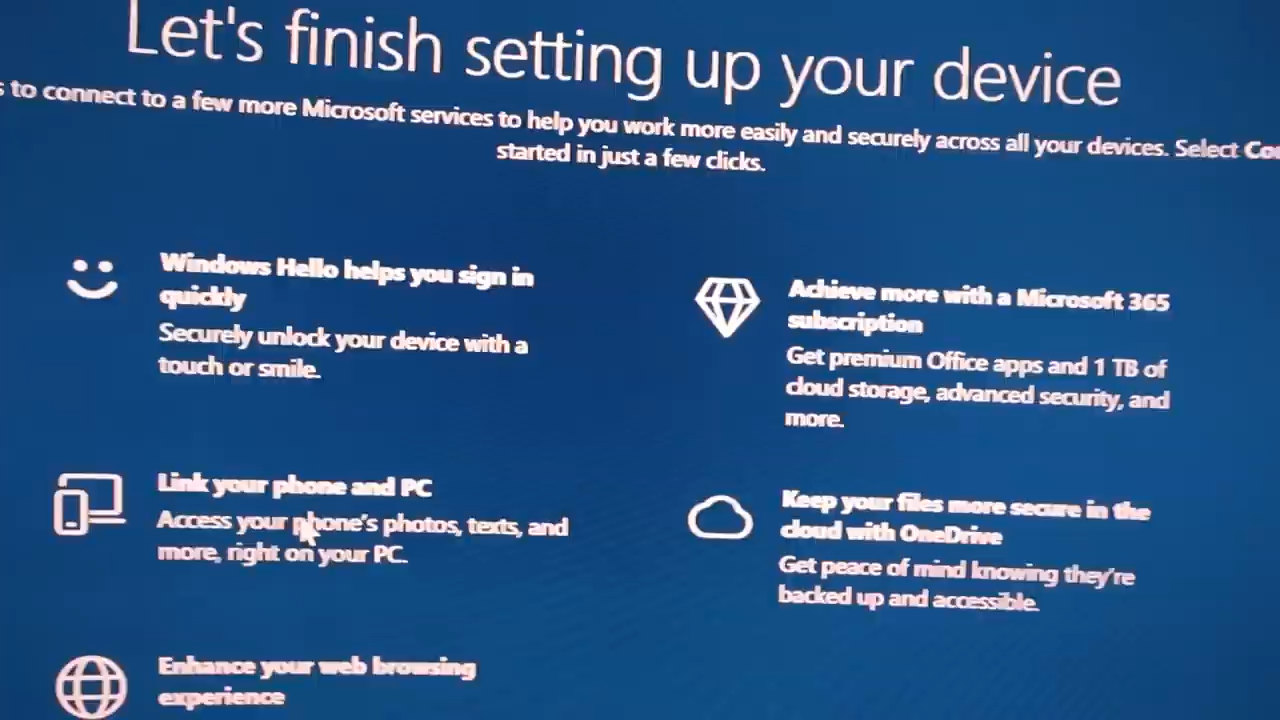 Let's finish setting up your device
to connect to a few more Microsoft services to help you work more easily and securely across all your devices. Select
started in just a few clicks.
Windows Hello helps you sign in
quickly
Securely unlock your device with a
touch or smile.
Link your phone and PC
Access your phone's photos, texts, and
more, right on your PC.
Enhance your web browsing
experience
Achieve more with a Microsoft 365
subscription
Get premium Office apps and 1 TB of
cloud storage, advanced security, and
more.
Keep your files more secure in the
cloud with OneDrive
Get peace of mind knowing they're
backed up and accessible.